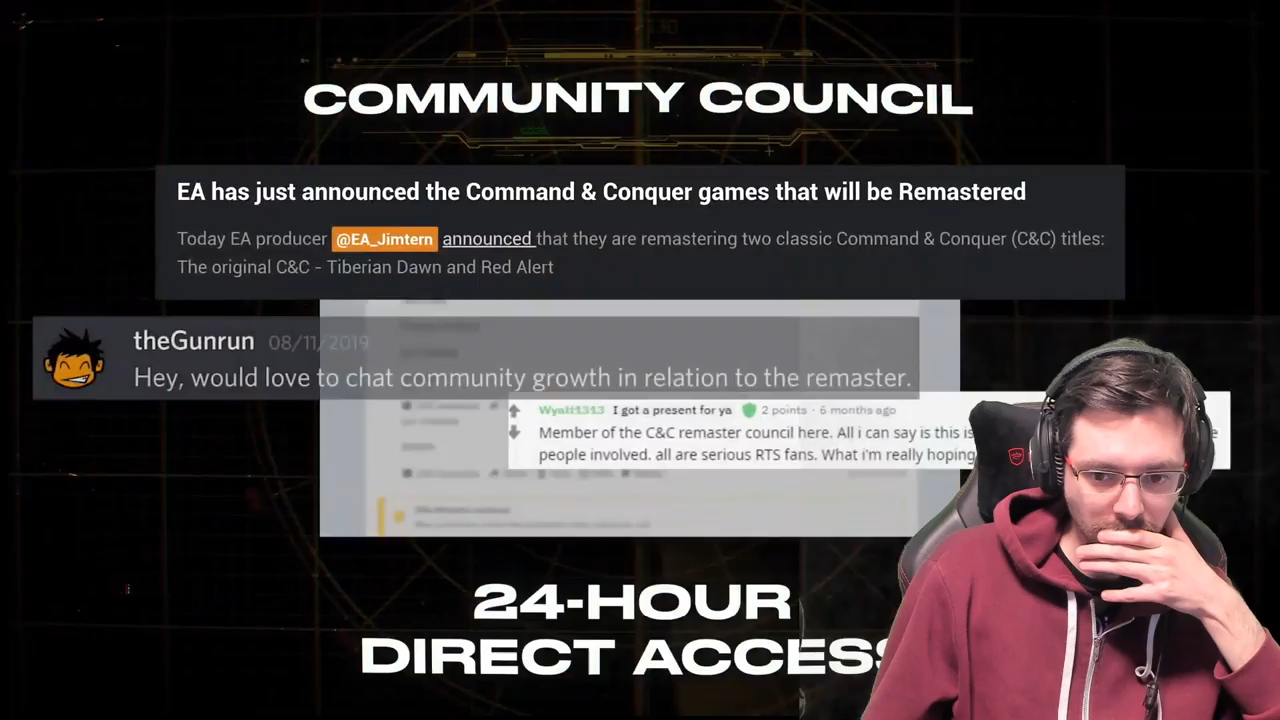 COMMUNITY COUNCIL
EA has just announced the Command & Conquer games that will be Remastered
Today EA producer @EA_Jimtern announced that they are remastering two classic Command & Conquer (C&C) titles:
The original C&C - Tiberian Dawn and Red Alert
theGunrun 08/11/2019
Hey, would love to chat community growth in relation to the remaster.
Wyatt1313 I got a present for ya 2 points · 6 months ago
Member of the C&C remaster council here. All i can say is this is
people involved. all are serious RTS fans. What i'm really hoping
24-HOUR
DIRECT ACCESS